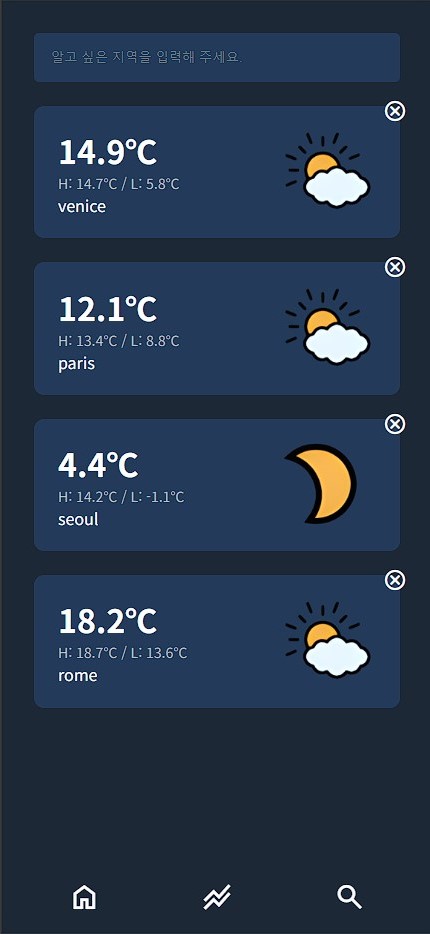 알고 싶은 지역을 입력해 주세요.
14.9℃
H: 14.7℃ / L: 5.8℃
venice
12.1℃
H: 13.4℃ / L: 8.8℃
paris
4.4℃
H: 14.2℃ / L: -1.1℃
seoul
18.2℃
H: 18.7℃ / L: 13.6℃
rome